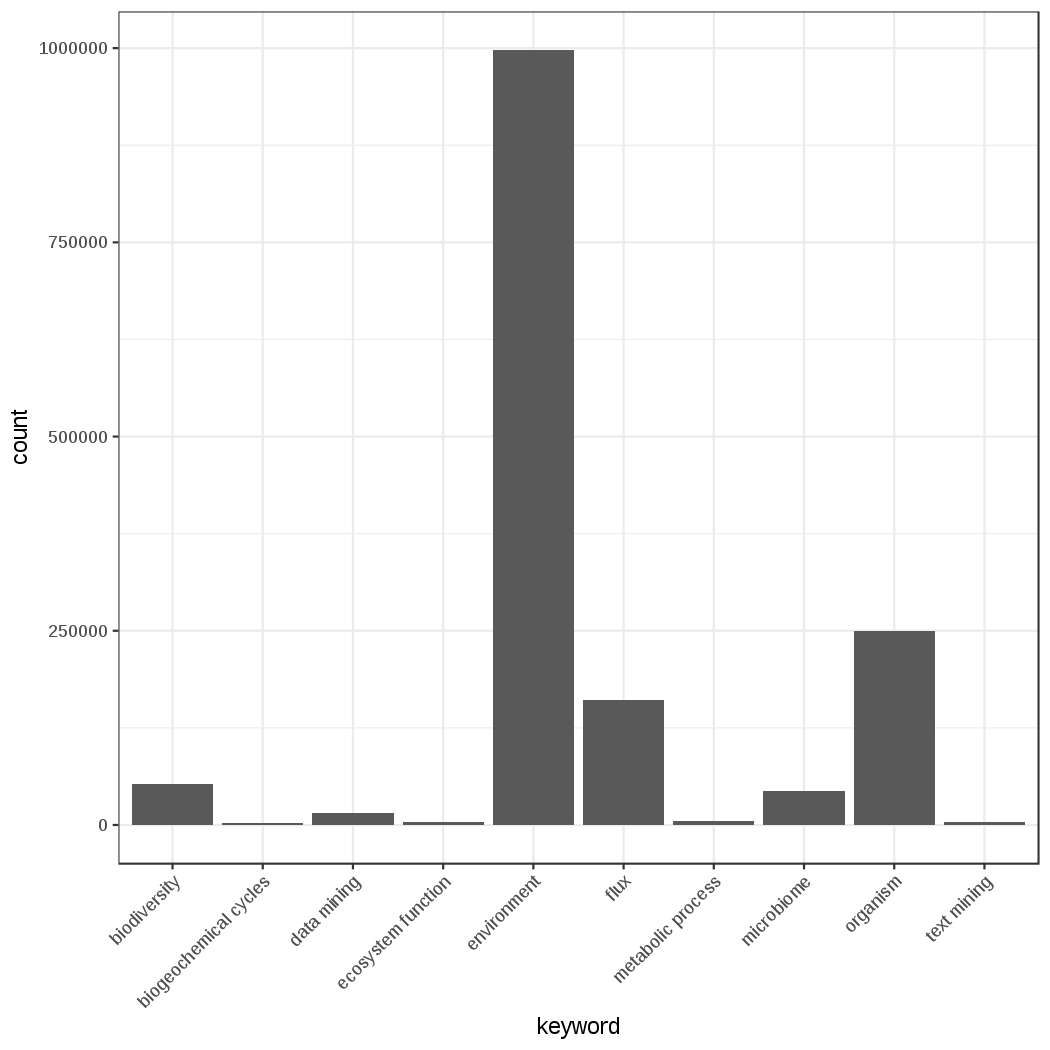 1000000
750000
500000
250000
0
count
biodiversity
biogeochemical cycles
data mining
ecosystem function
environment
flux
metabolic process
microbiome
organism
text mining
keyword